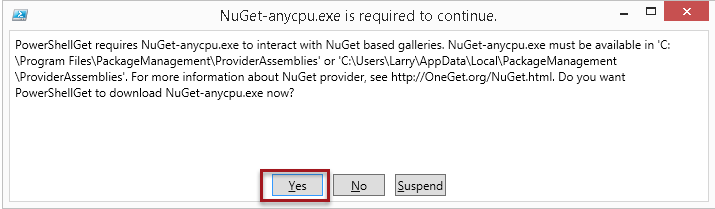 NuGet-anycpu.exe is required to continue.
PowerShellGet requires NuGet-anycpu.exe to interact with NuGet based galleries. NuGet-anycpu.exe must be available in 'C:
\Program Files\PackageManagement\ProviderAssemblies' or 'C:\Users\Larry\AppData\Local\PackageManagement
\ProviderAssemblies'. For more information about NuGet provider, see http://OneGet.org/NuGet.html. Do you want
PowerShellGet to download NuGet-anycpu.exe now?
Yes No Suspend